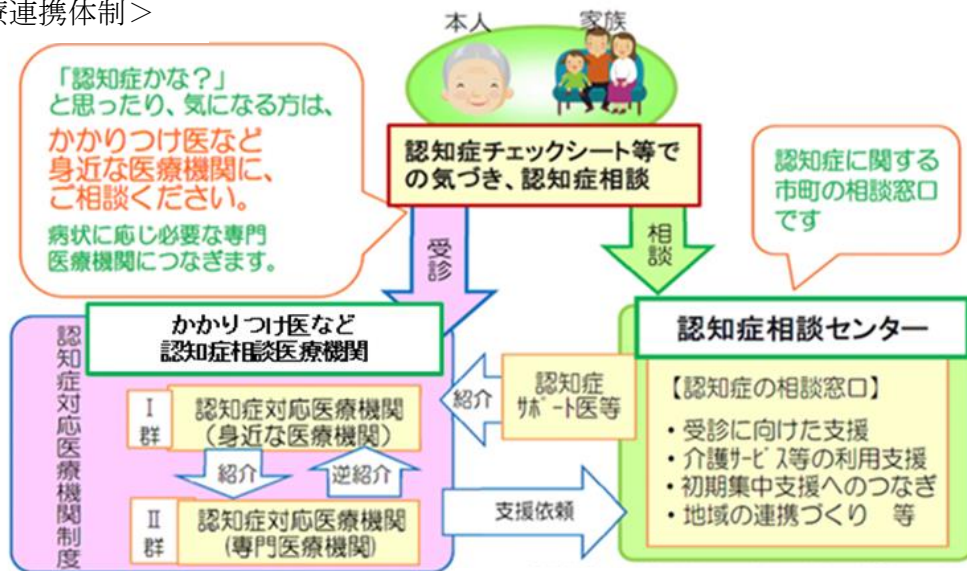 療連携体制＞
本人
家族
「認知症かな？」
と思ったり、気になる方は、
かかりつけ医など
身近な医療機関に、
ご相談ください。
病状に応じ必要な専門
医療機関につなぎます。
認知症チェックシート等で
の気づき、認知症相談
認知症に関する
市町の相談窓口
です
受診
相談
認知症対応医療機関制度
かかりつけ医など
認知症相談医療機関
Ⅰ
群
認知症対応医療機関
（身近な医療機関）
紹介
逆紹介
Ⅱ
群
認知症対応医療機関
(専門医療機関)
紹介
認知症
ｻﾎﾟｰﾄ医等
支援依頼
認知症相談センター
【認知症の相談窓口】
・受診に向けた支援
・介護ｻｰﾋﾞｽ等の利用支援
・初期集中支援へのつなぎ
・地域の連携づくり　等